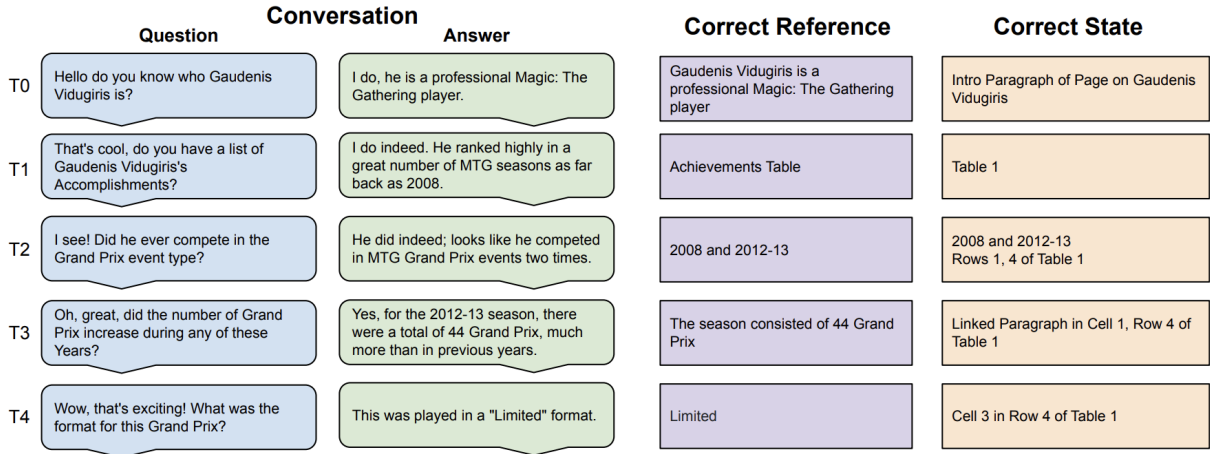 Conversation
Question
Answer
Correct Reference
Correct State
T0
Hello do you know who Gaudenis
Vidugiris is?
I do, he is a professional Magic: The
Gathering player.
Gaudenis Vidugiris is a
professional Magic: The Gathering
player
Intro Paragraph of Page on Gaudenis
Vidugiris
T1
That's cool, do you have a list of
Gaudenis Vidugiris's
Accomplishments?
I do indeed. He ranked highly in a
great number of MTG seasons as far
back as 2008.
Achievements Table
Table 1
T2
I see! Did he ever compete in the
Grand Prix event type?
He did indeed; looks like he competed
in MTG Grand Prix events two times.
2008 and 2012-13
2008 and 2012-13
Rows 1, 4 of Table 1
T3
Oh, great, did the number of Grand
Prix increase during any of these
Years?
Yes, for the 2012-13 season, there
were a total of 44 Grand Prix, much
more than in previous years.
The season consisted of 44 Grand
Prix
Linked Paragraph in Cell 1, Row 4 of
Table 1
T4
Wow, that's exciting! What was the
format for this Grand Prix?
This was played in a "Limited" format.
Limited
Cell 3 in Row 4 of Table 1